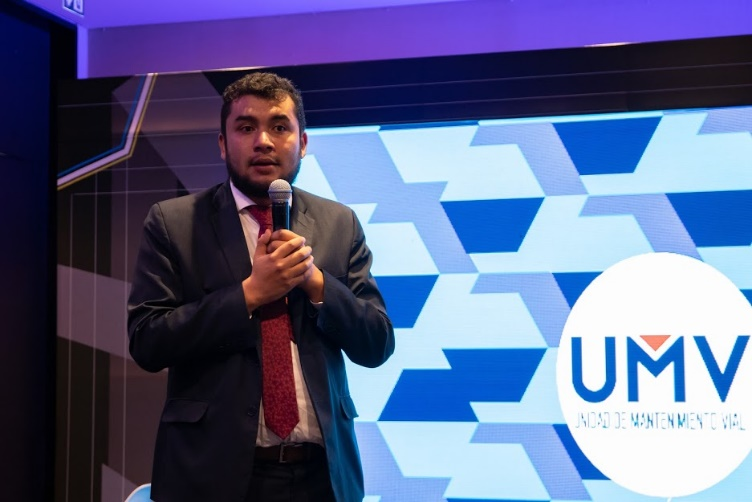 UMV
UNIDAD DE MANTENIMIENTO VIAL